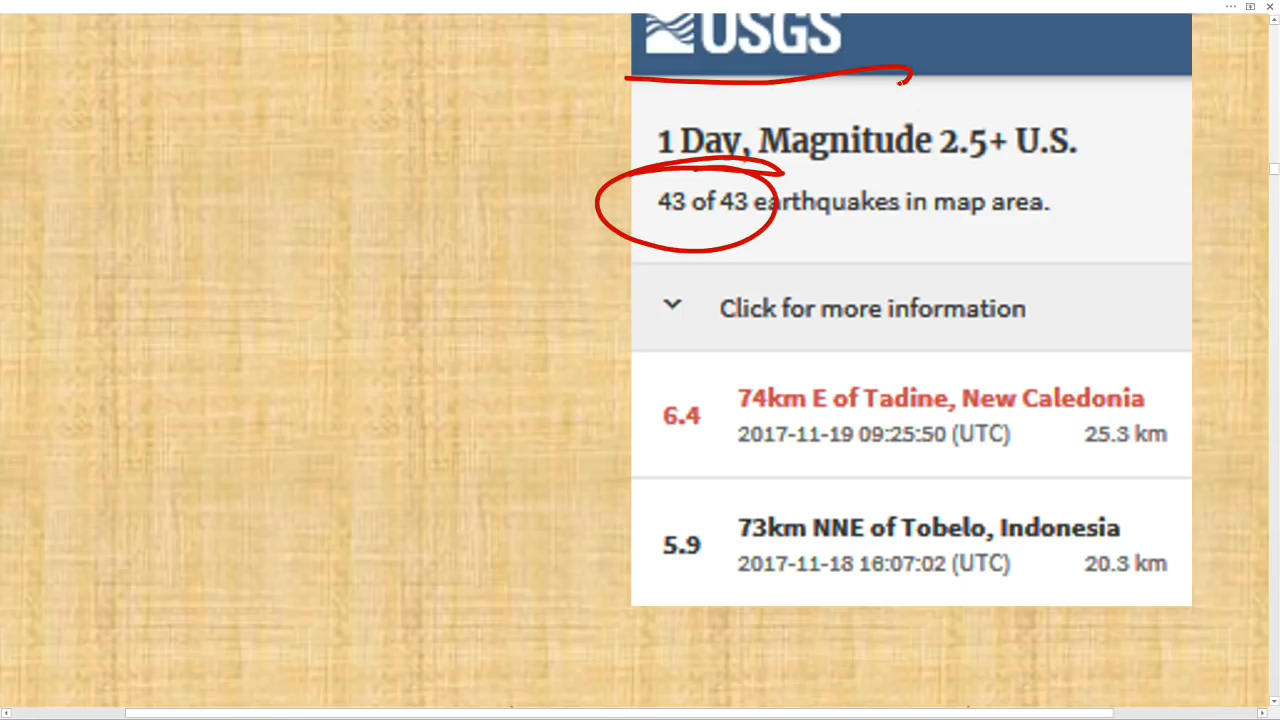 USGS
1 Day, Magnitude 2.5+ U.S.
43 of 43 earthquakes in map area.
Click for more information
6.4
74km E of Tadine, New Caledonia
2017-11-19 09:25:50 (UTC) 25.3 km
5.9
73km NNE of Tobelo, Indonesia
2017-11-18 16:07:02 (UTC) 20.3 km